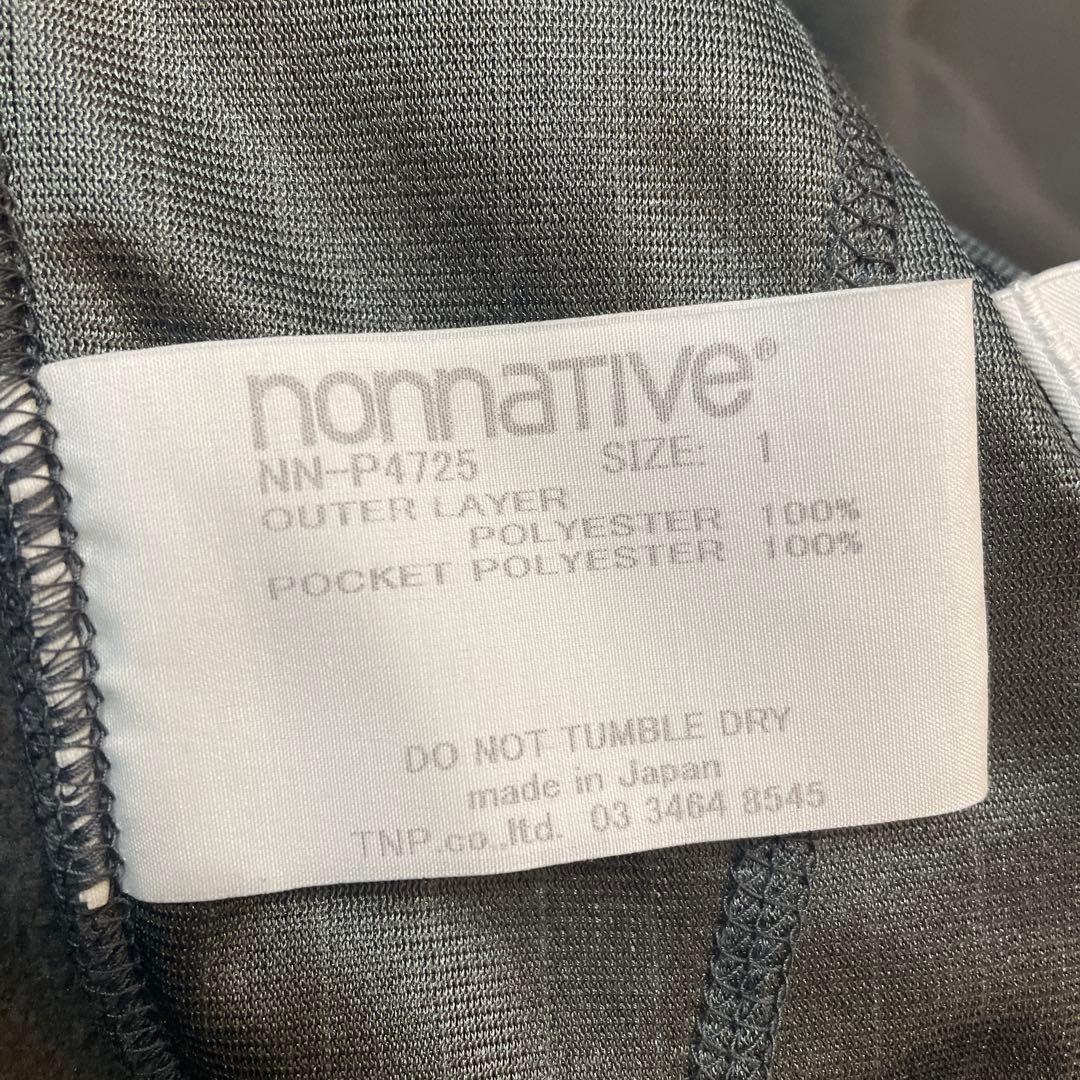 nonnative®
NN-P4725 SIZE: 1
OUTER LAYER
POLYESTER 100%
POCKET POLYESTER 100%
DO NOT TUMBLE DRY
made in Japan
TNP.co.,ltd. 03 3464 8545